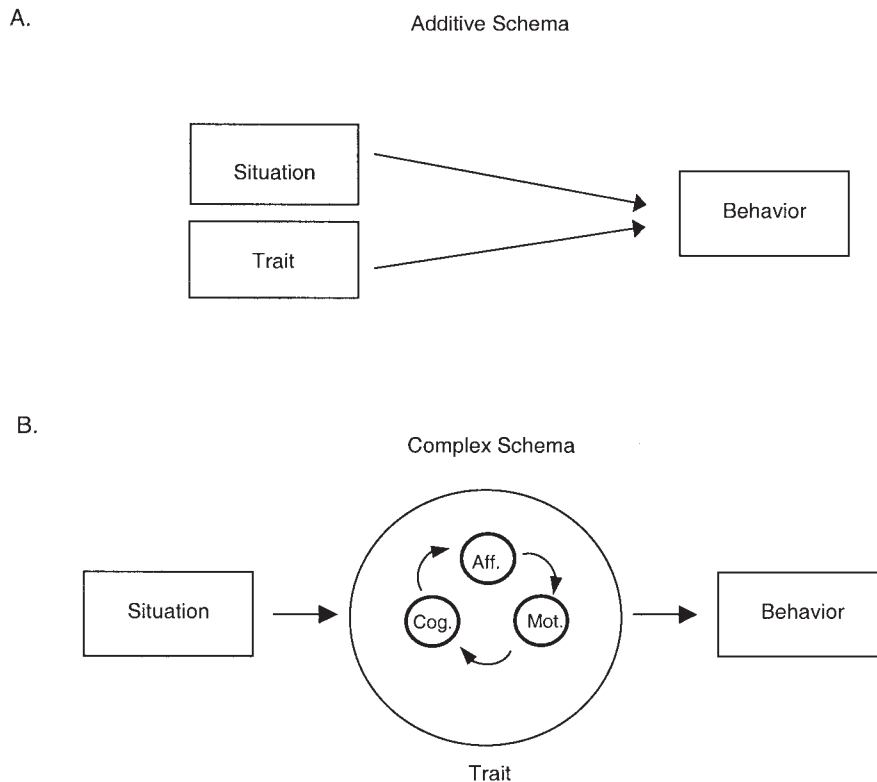 A.
Additive Schema
Situation
Trait
Behavior
B.
Complex Schema
Situation
Aff.
Cog.
Mot.
Behavior
Trait